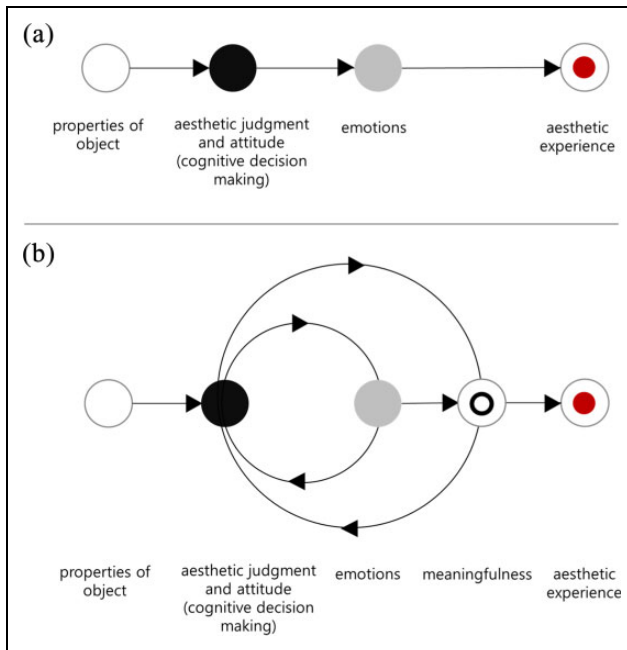 (a)
properties of
object
aesthetic judgment
and attitude
(cognitive decision
making)
emotions
aesthetic
experience
(b)
properties of
object
aesthetic judgment
and attitude
(cognitive decision
making)
emotions
meaningfulness
aesthetic
experience